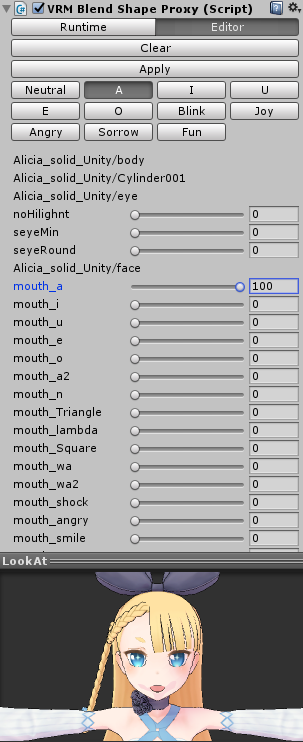 VRM Blend Shape Proxy (Script)
Runtime Editor
Clear
Apply
Neutral A I U
E O Blink Joy
Angry Sorrow Fun
Alicia_solid_Unity/body
Alicia_solid_Unity/Cylinder001
Alicia_solid_Unity/eye
noHilighnt 0
seyeMin 0
seyeRound 0
Alicia_solid_Unity/face
mouth_a 100
mouth_i 0
mouth_u 0
mouth_e 0
mouth_o 0
mouth_a2 0
mouth_n 0
mouth_Triangle 0
mouth_lambda 0
mouth_Square 0
mouth_wa 0
mouth_wa2 0
mouth_shock 0
mouth_angry 0
mouth_smile 0
LookAt